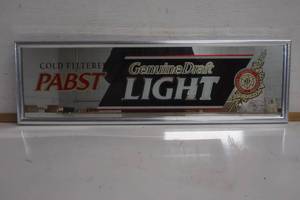 COLD FILTERED
PABST
Genuine Draft
LIGHT